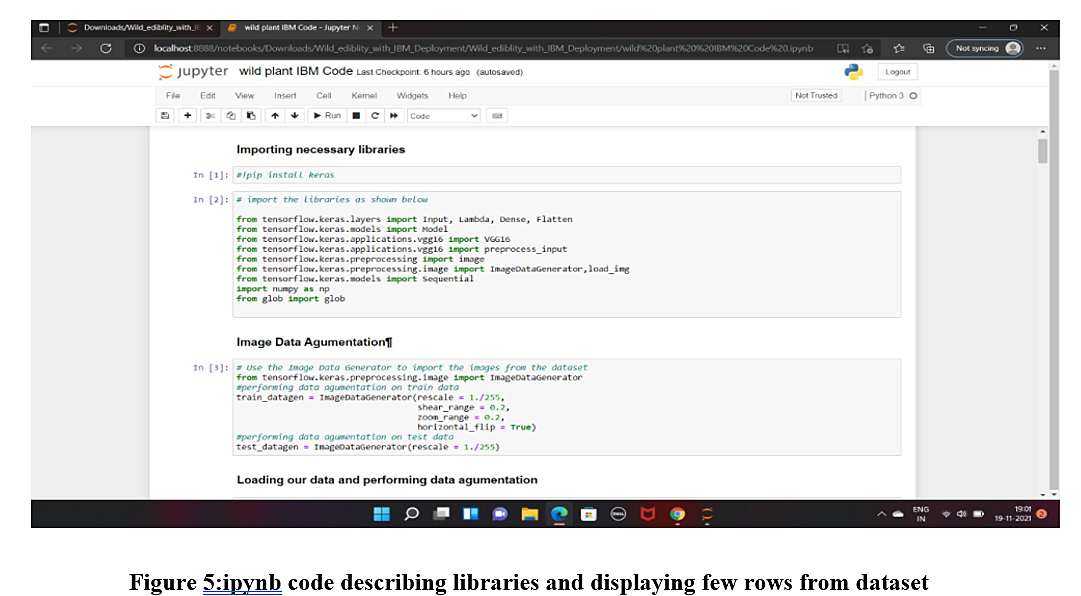 Downloads/Wild_ediblity_with_IE
wild plant IBM Code - Jupyter No
localhost:8888/notebooks/Downloads/Wild_ediblity_with_IBM_Deployment/Wild_ediblity_with_IBM_Deployment/wild%20plant%20%20IBM%20Code%20.ipynb
Not syncing
jupyter wild plant IBM Code Last Checkpoint: 6 hours ago (autosaved)
Logout
File Edit View Insert Cell Kernel Widgets Help
Not Trusted
Python 3
Run
Code
Importing necessary libraries
In [1]: #!pip install keras
In [2]: # import the libraries as shown below
from tensorflow.keras.layers import Input, Lambda, Dense, Flatten
from tensorflow.keras.models import Model
from tensorflow.keras.applications.vgg16 import VGG16
from tensorflow.keras.applications.vgg16 import preprocess_input
from tensorflow.keras.preprocessing import image
from tensorflow.keras.preprocessing.image import ImageDataGenerator,load_img
from tensorflow.keras.models import Sequential
import numpy as np
from glob import glob
Image Data Agumentation¶
In [3]: # Use the Image Data Generator to import the images from the dataset
from tensorflow.keras.preprocessing.image import ImageDataGenerator
#performing data agumentation on train data
train_datagen = ImageDataGenerator(rescale = 1./255,
shear_range = 0.2,
zoom_range = 0.2,
horizontal_flip = True)
#performing data agumentation on test data
test_datagen = ImageDataGenerator(rescale = 1./255)
Loading our data and performing data agumentation
DELL
ENG
IN
19:01
19-11-2021
2
Figure 5:ipynb code describing libraries and displaying few rows from dataset